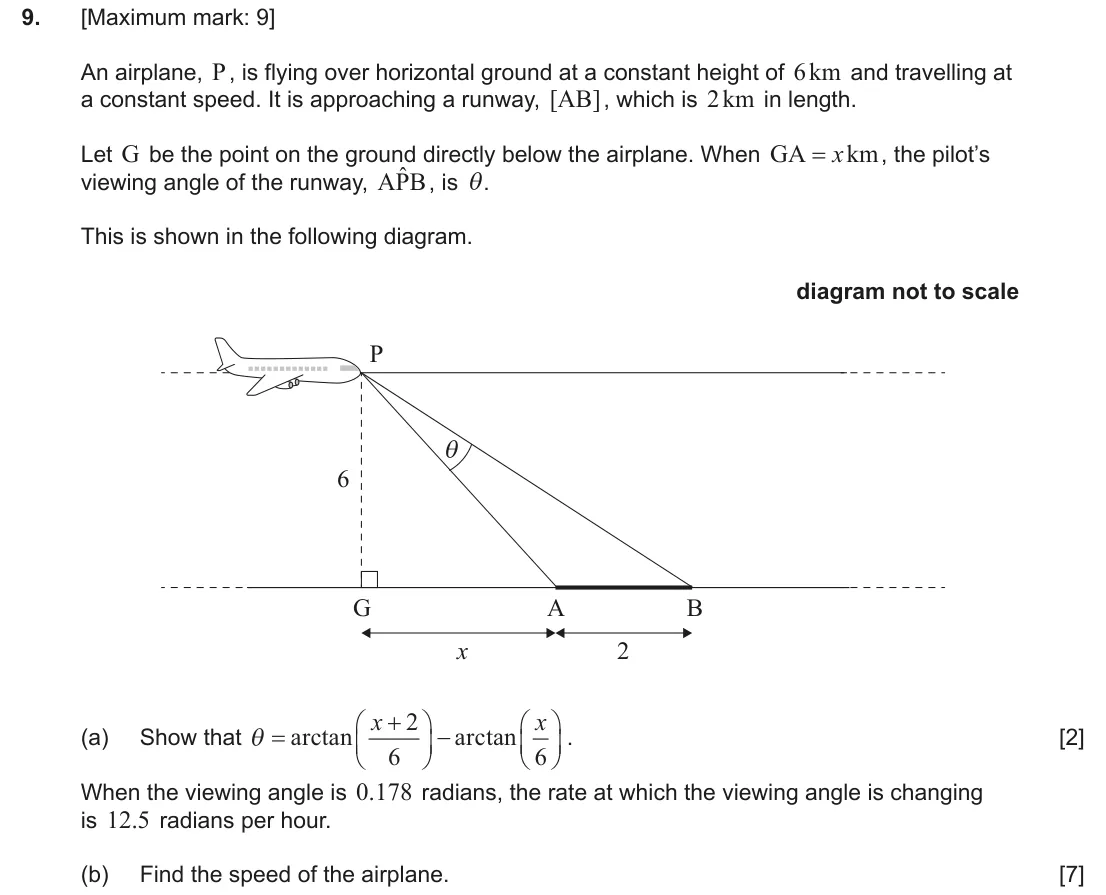 9. [Maximum mark: 9]
An airplane, P, is flying over horizontal ground at a constant height of 6 km and travelling at
a constant speed. It is approaching a runway, [AB], which is 2 km in length.
Let G be the point on the ground directly below the airplane. When GA = x km, the pilot’s
viewing angle of the runway, AP̂B, is θ.
This is shown in the following diagram.
diagram not to scale
P
θ
6
G A B
x 2
(a) Show that θ = arctan((x + 2)/6) − arctan(x/6). [2]
When the viewing angle is 0.178 radians, the rate at which the viewing angle is changing
is 12.5 radians per hour.
(b) Find the speed of the airplane. [7]